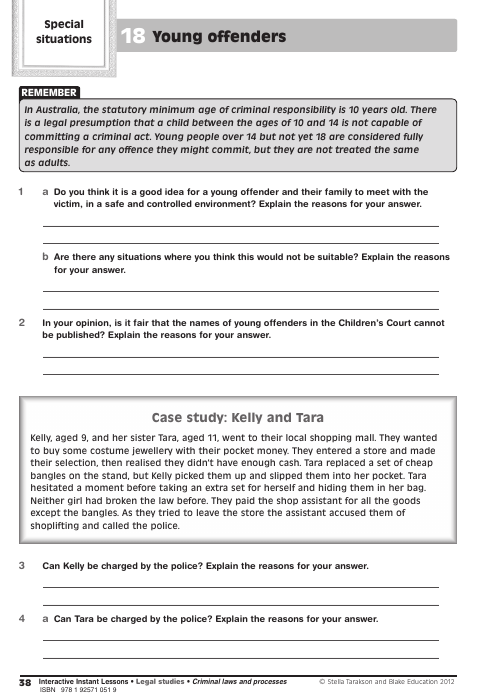 Special
situations
18 Young offenders
REMEMBER
In Australia, the statutory minimum age of criminal responsibility is 10 years old. There
is a legal presumption that a child between the ages of 10 and 14 is not capable of
committing a criminal act. Young people over 14 but not yet 18 are considered fully
responsible for any offence they might commit, but they are not treated the same
as adults.
1 a Do you think it is a good idea for a young offender and their family to meet with the
victim, in a safe and controlled environment? Explain the reasons for your answer.
b Are there any situations where you think this would not be suitable? Explain the reasons
for your answer.
2 In your opinion, is it fair that the names of young offenders in the Children's Court cannot
be published? Explain the reasons for your answer.
Case study: Kelly and Tara
Kelly, aged 9, and her sister Tara, aged 11, went to their local shopping mall. They wanted
to buy some costume jewellery with their pocket money. They entered a store and made
their selection, then realised they didn't have enough cash. Tara replaced a set of cheap
bangles on the stand, but Kelly picked them up and slipped them into her pocket. Tara
hesitated a moment before taking an extra set for herself and hiding them in her bag.
Neither girl had broken the law before. They paid the shop assistant for all the goods
except the bangles. As they tried to leave the store the assistant accused them of
shoplifting and called the police.
3 Can Kelly be charged by the police? Explain the reasons for your answer.
4 a Can Tara be charged by the police? Explain the reasons for your answer.
38 Interactive Instant Lessons • Legal studies • Criminal laws and processes © Stella Tarakson and Blake Education 2012
ISBN 978 1 92571 051 9